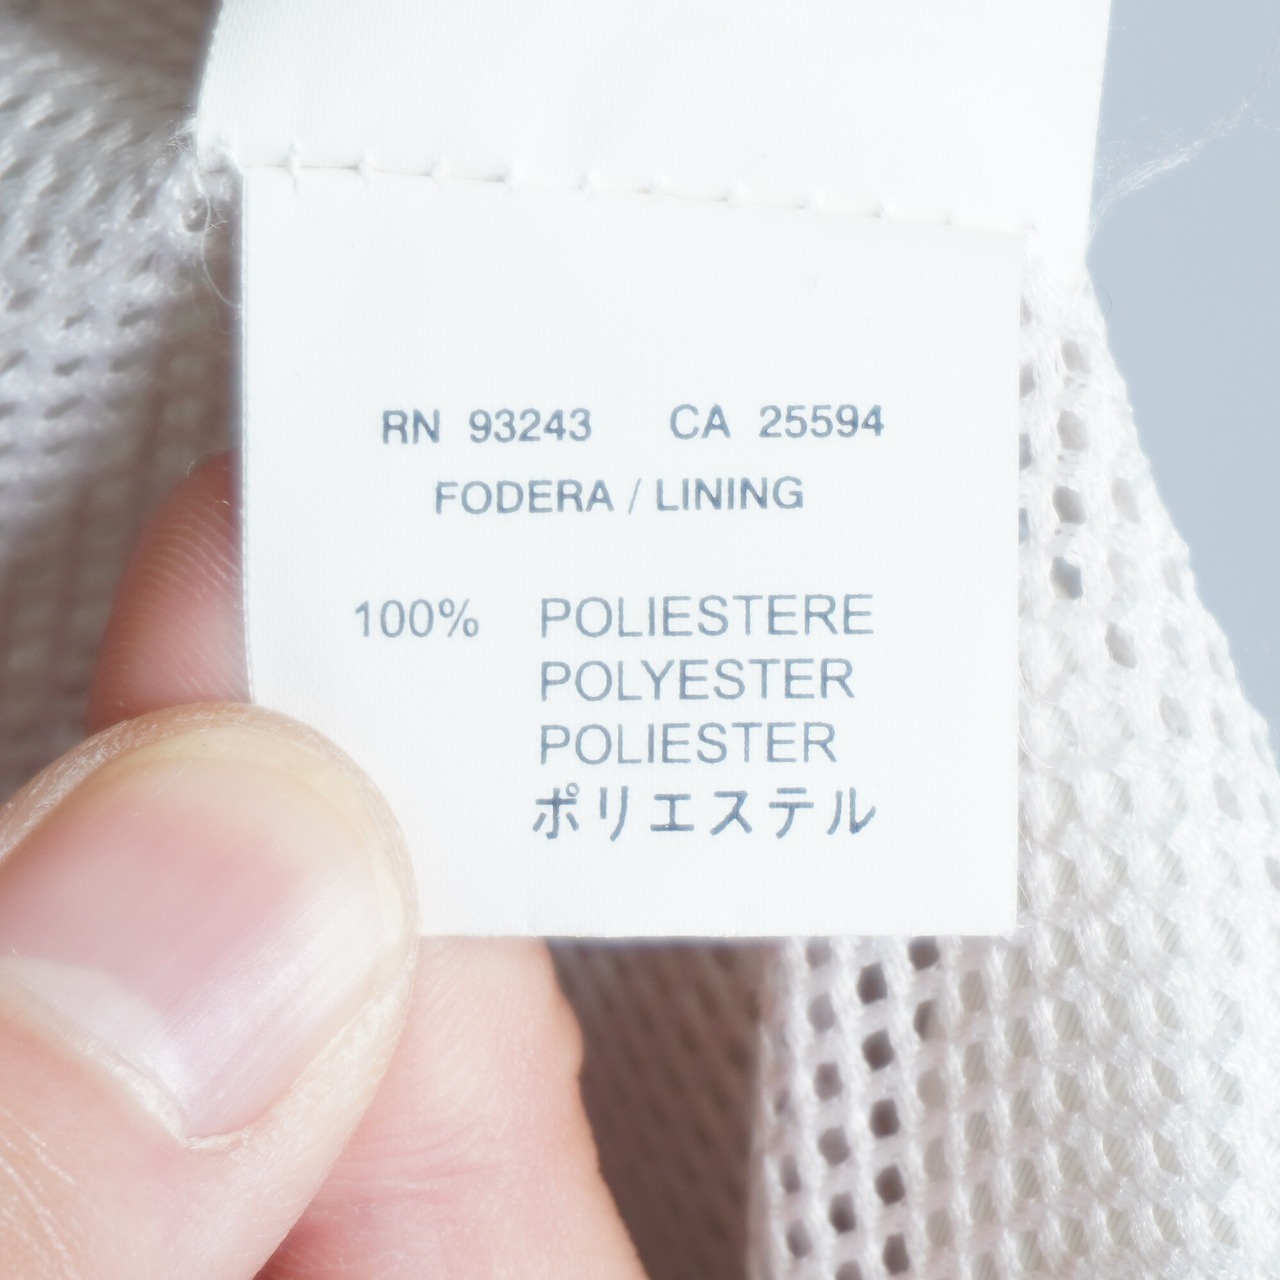 RN 93243 CA 25594
FODERA / LINING
100% POLIESTERE
POLYESTER
POLIESTER
ポリエステル